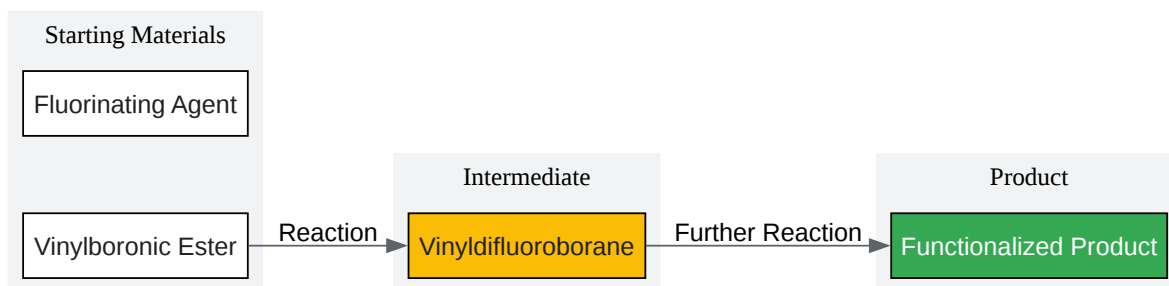 Starting Materials
Fluorinating Agent
Vinylboronic Ester
Reaction
Intermediate
Vinyldifluoroborane
Further Reaction
Product
Functionalized Product